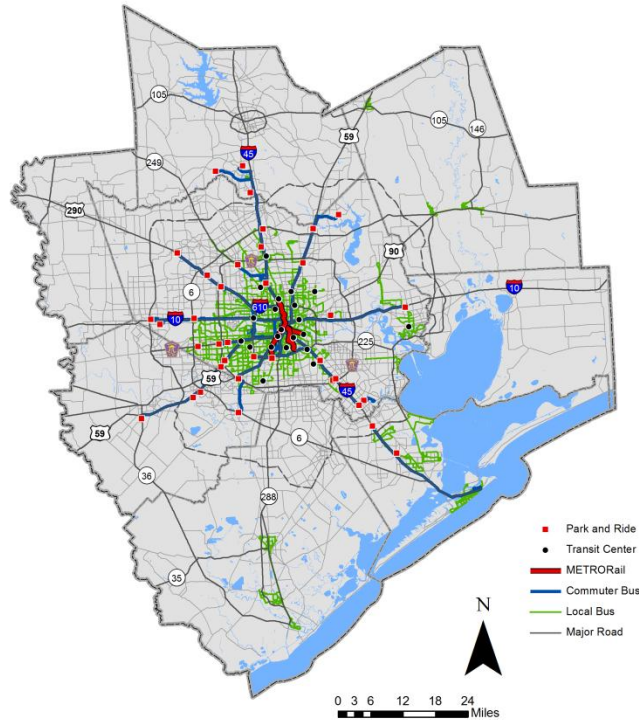 105
105
59
146
45
249
290
90
6
10
610
10
225
59
45
59
6
36
288
35
Park and Ride
Transit Center
METRORail
Commuter Bus
Local Bus
Major Road
N
0 3 6 12 18 24
Miles